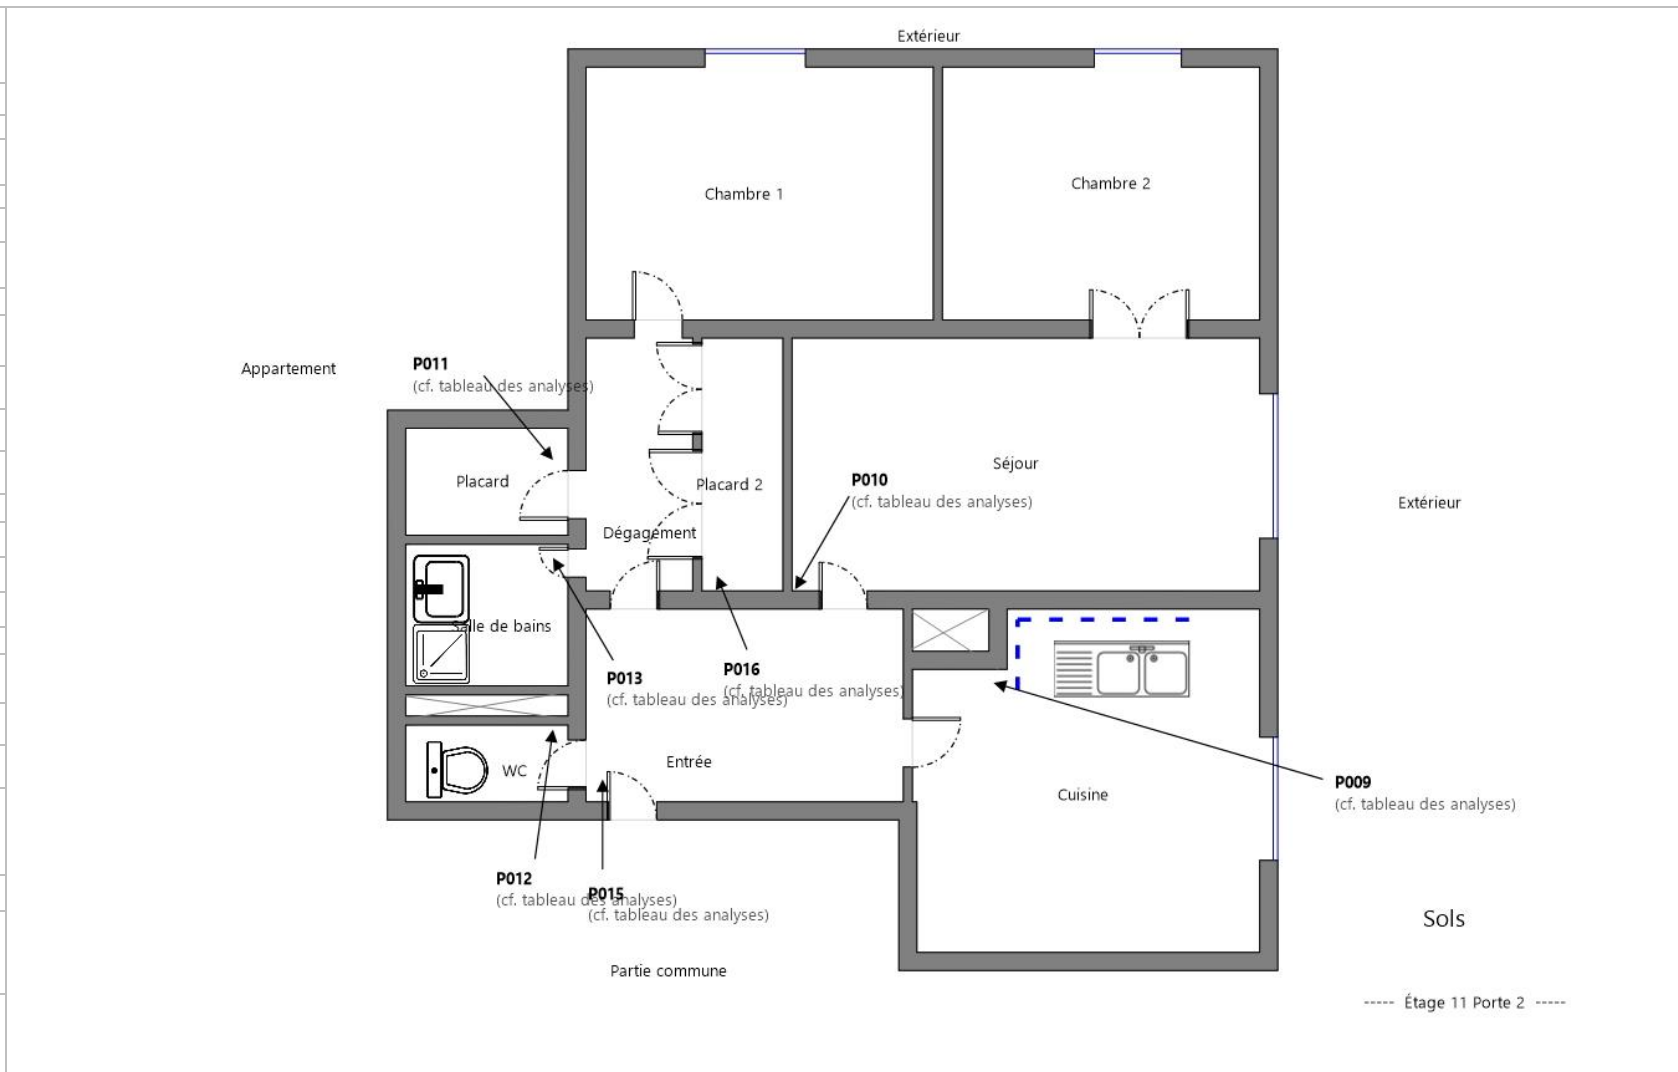 Extérieur
Chambre 1
Chambre 2
Appartement
P011
(cf. tableau des analyses)
Placard
Placard 2
Séjour
P010
(cf. tableau des analyses)
Extérieur
Dégagement
Salle de bains
P013
(cf. tableau des analyses)
P016
(cf. tableau des analyses)
WC
Entrée
Cuisine
P009
(cf. tableau des analyses)
P012
(cf. tableau des analyses)
P015
(cf. tableau des analyses)
Sols
Partie commune
----- Étage 11 Porte 2 -----